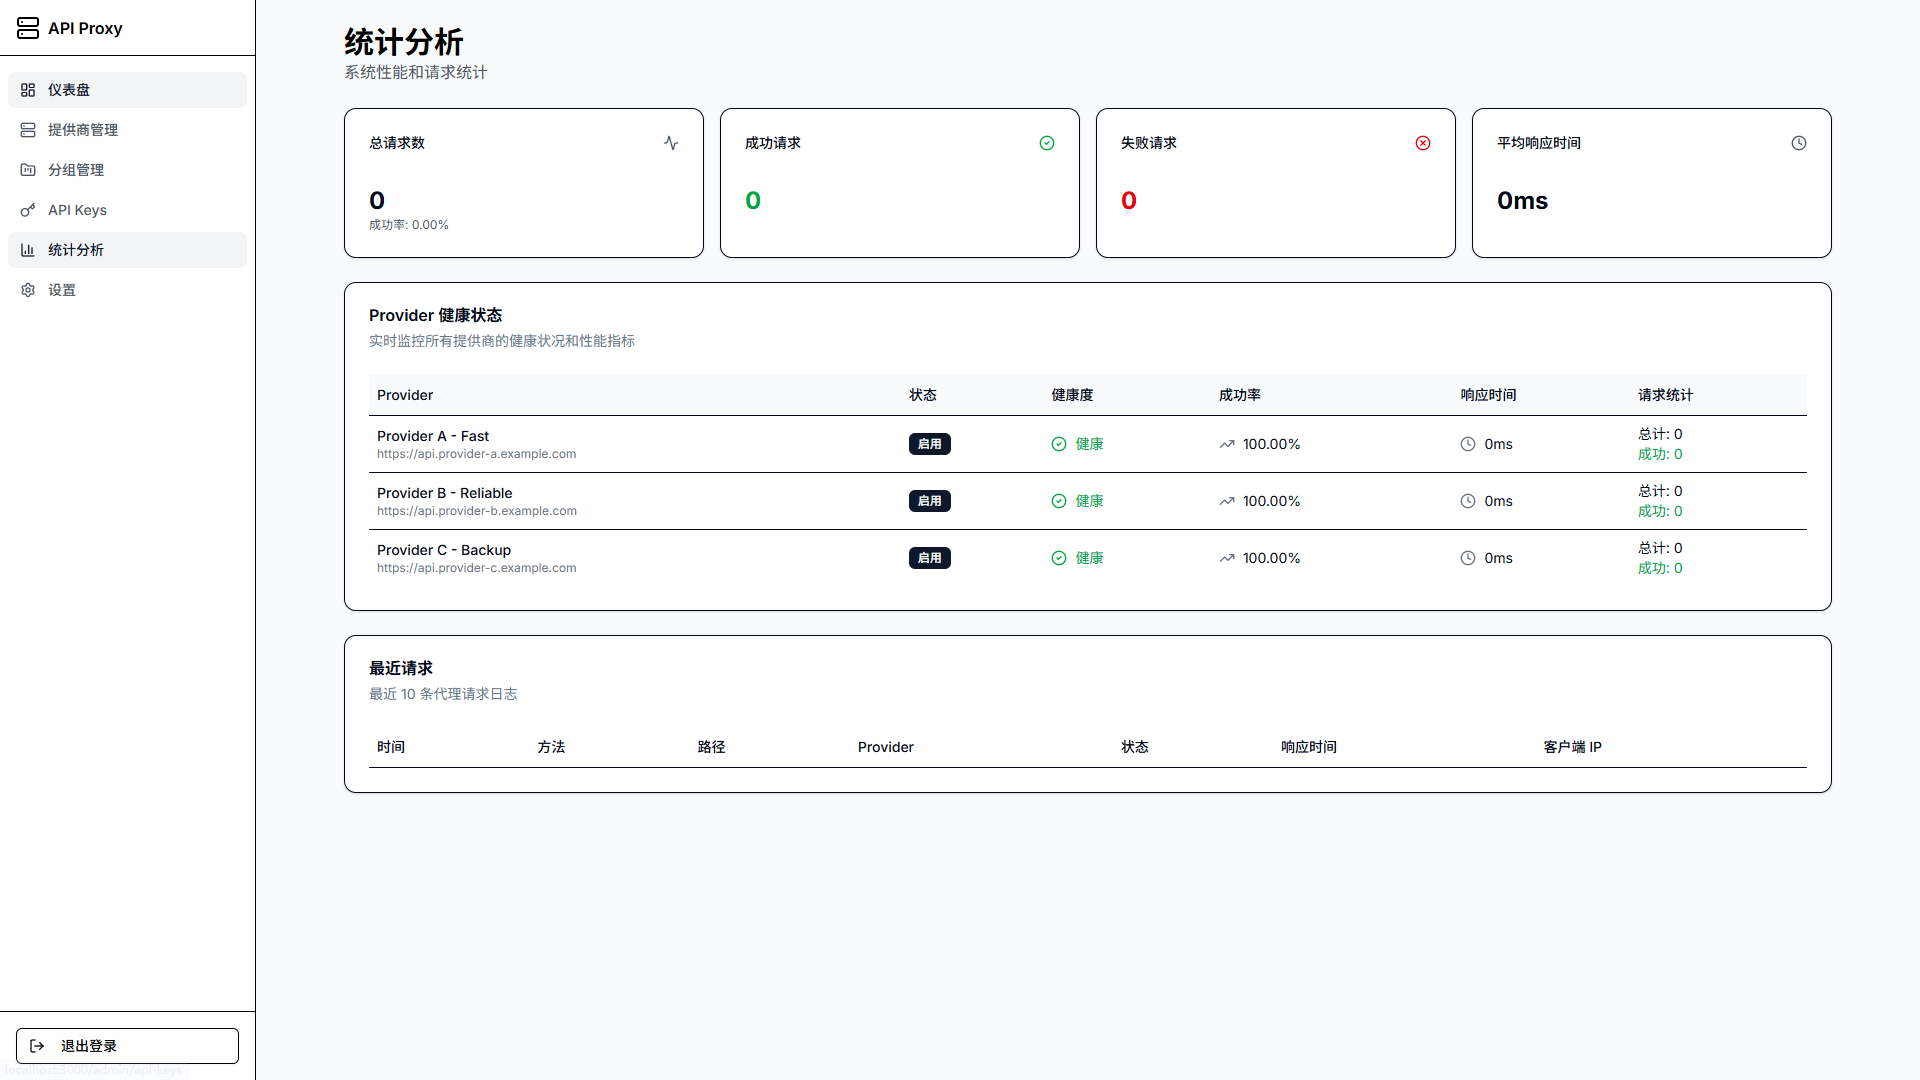 API Proxy
仪表盘
提供商管理
分组管理
API Keys
统计分析
设置
退出登录
localhost:3000/admin/api-keys
统计分析
系统性能和请求统计
总请求数
0
成功率: 0.00%
成功请求
0
失败请求
0
平均响应时间
0ms
Provider 健康状态
实时监控所有提供商的健康状况和性能指标
Provider 状态 健康度 成功率 响应时间 请求统计
Provider A - Fast
https://api.provider-a.example.com
启用 健康 100.00% 0ms
总计: 0
成功: 0
Provider B - Reliable
https://api.provider-b.example.com
启用 健康 100.00% 0ms
总计: 0
成功: 0
Provider C - Backup
https://api.provider-c.example.com
启用 健康 100.00% 0ms
总计: 0
成功: 0
最近请求
最近 10 条代理请求日志
时间 方法 路径 Provider 状态 响应时间 客户端 IP